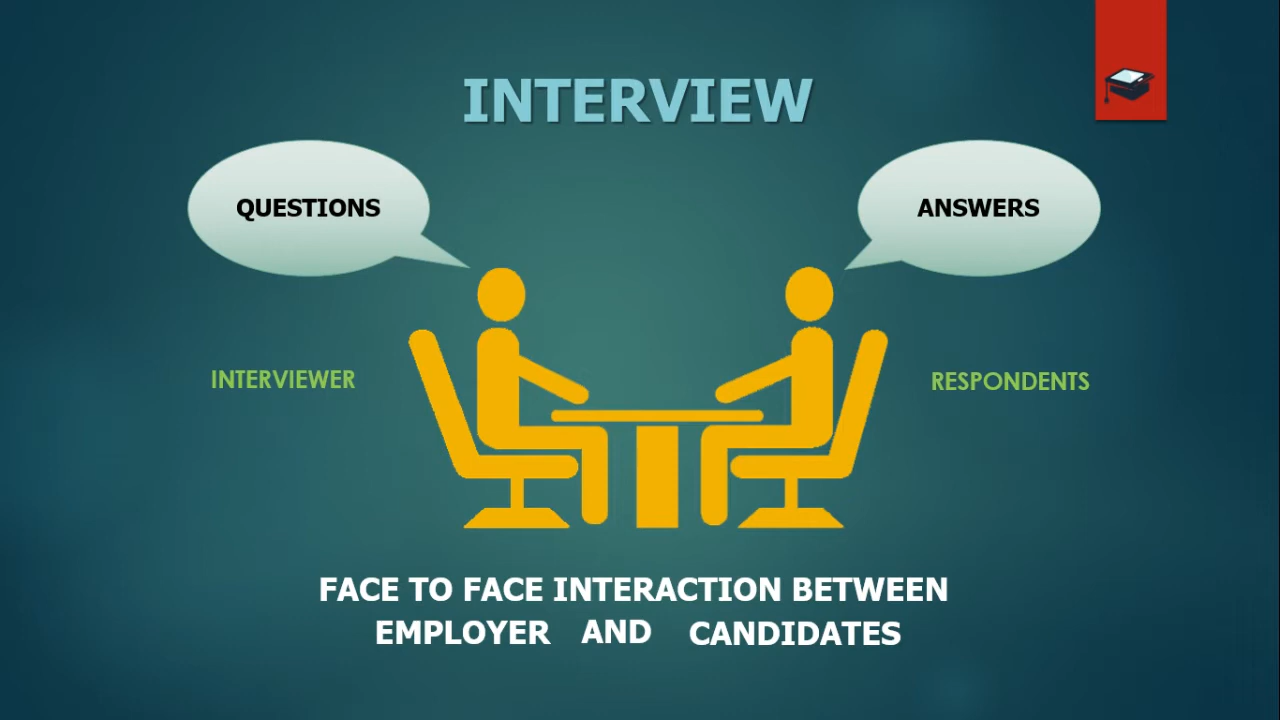 INTERVIEW
QUESTIONS
ANSWERS
INTERVIEWER
RESPONDENTS
FACE TO FACE INTERACTION BETWEEN
EMPLOYER AND CANDIDATES